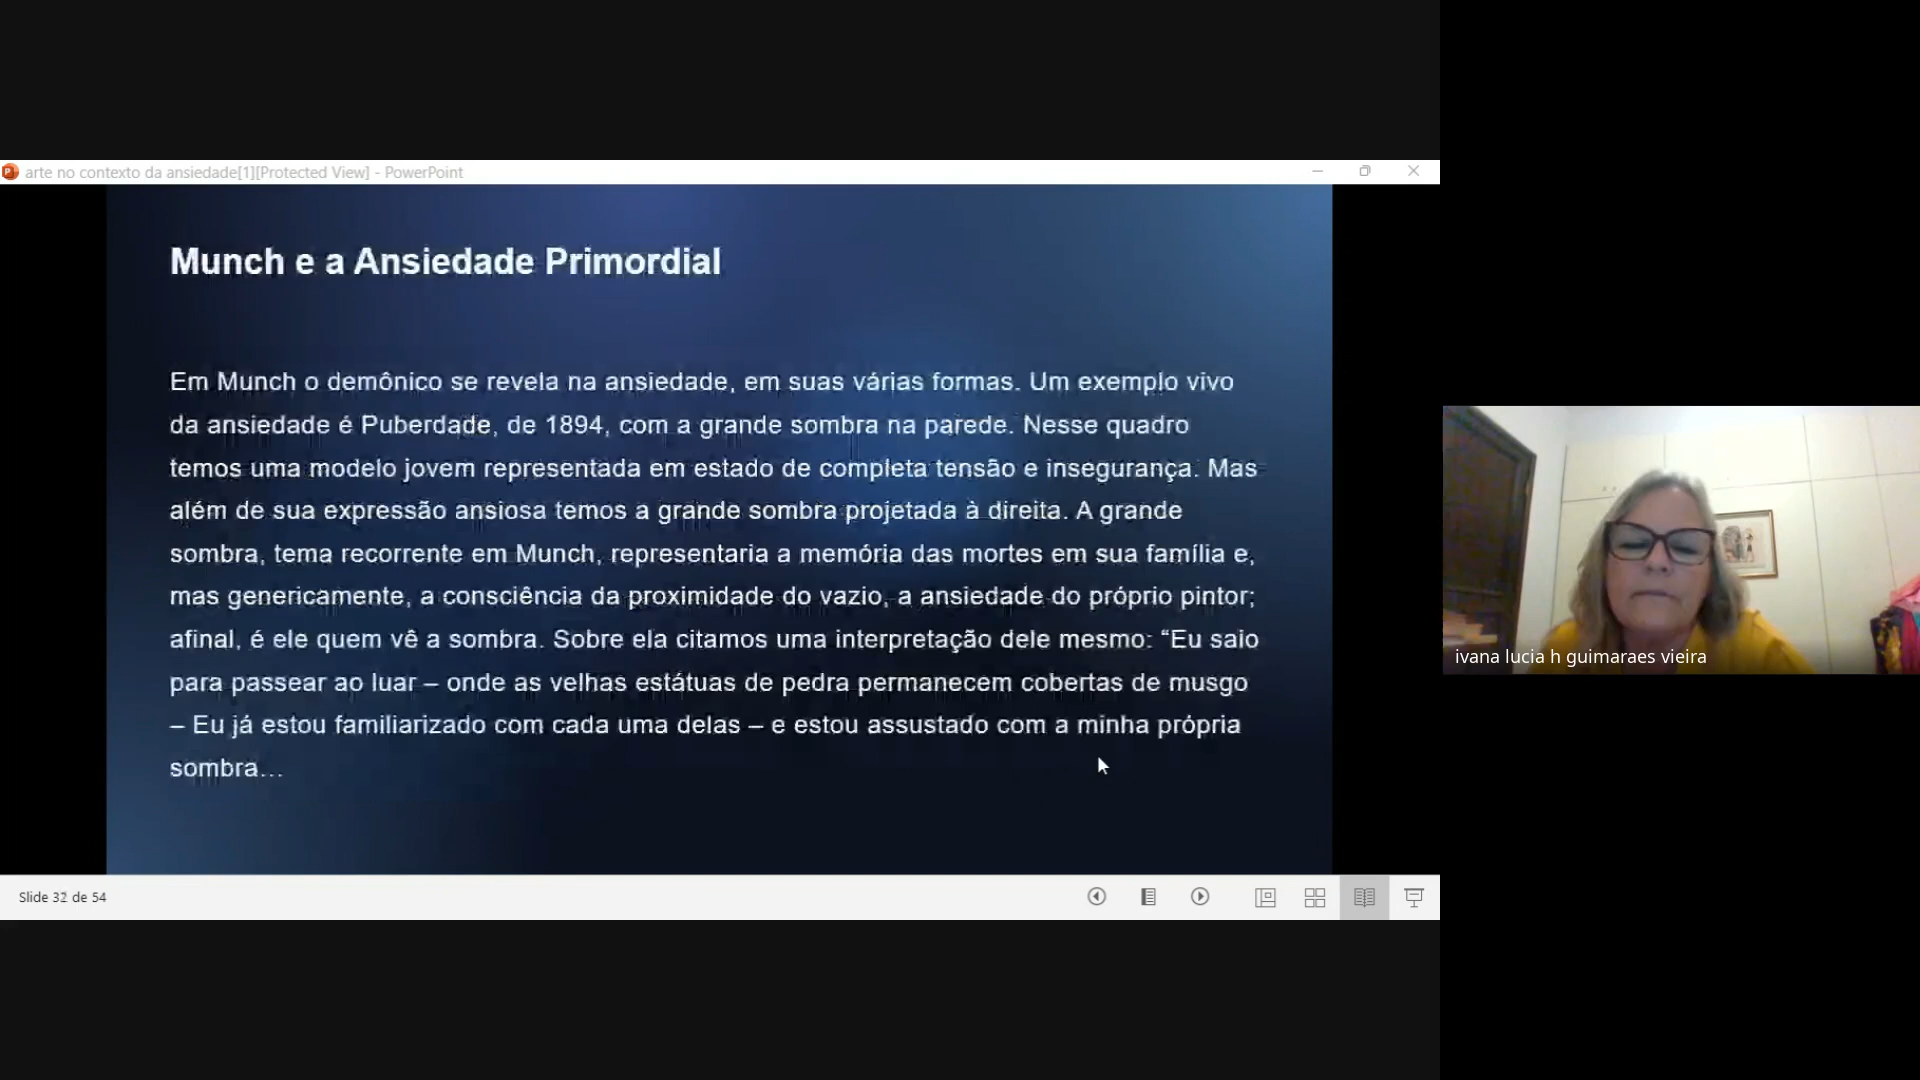 arte no contexto da ansiedade[1][Protected View] - PowerPoint
Munch e a Ansiedade Primordial
Em Munch o demônico se revela na ansiedade, em suas várias formas. Um exemplo vivo
da ansiedade é Puberdade, de 1894, com a grande sombra na parede. Nesse quadro
temos uma modelo jovem representada em estado de completa tensão e insegurança. Mas
além de sua expressão ansiosa temos a grande sombra projetada à direita. A grande
sombra, tema recorrente em Munch, representaria a memória das mortes em sua família e,
mas genericamente, a consciência da proximidade do vazio, a ansiedade do próprio pintor;
afinal, é ele quem vê a sombra. Sobre ela citamos uma interpretação dele mesmo: “Eu saio
para passear ao luar – onde as velhas estátuas de pedra permanecem cobertas de musgo
– Eu já estou familiarizado com cada uma delas – e estou assustado com a minha própria
sombra…
ivana lucia h guimaraes vieira
Slide 32 de 54